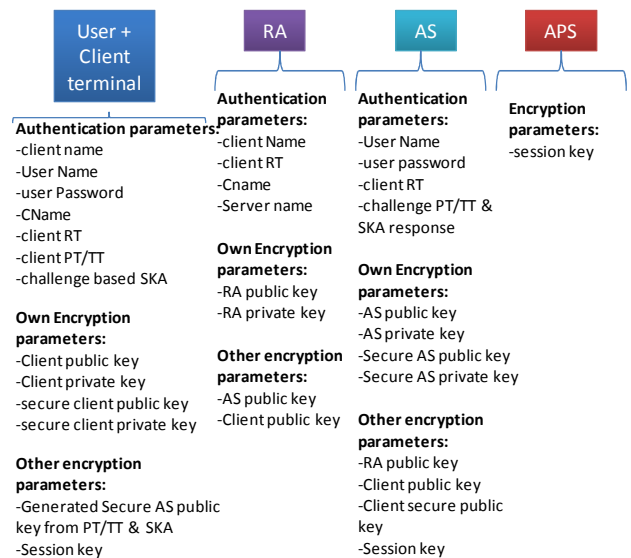 User +
Client
terminal
Authentication parameters:
-client name
-User Name
-user Password
-CName
-client RT
-client PT/TT
-challenge based SKA
Own Encryption
parameters:
-Client public key
-Client private key
-secure client public key
-secure client private key
Other encryption
parameters:
-Generated Secure AS public
key from PT/TT & SKA
-Session key
RA
Authentication
parameters:
-client Name
-client RT
-Cname
-Server name
Own Encryption
parameters:
-RA public key
-RA private key
Other encryption
parameters:
-AS public key
-Client public key
AS
Authentication
parameters:
-User Name
-user password
-client RT
-challenge PT/TT &
SKA response
Own Encryption
parameters:
-AS public key
-AS private key
-Secure AS public key
-Secure AS private key
Other encryption
parameters:
-RA public key
-Client public key
-Client secure public
key
-Session key
APS
Encryption
parameters:
-session key